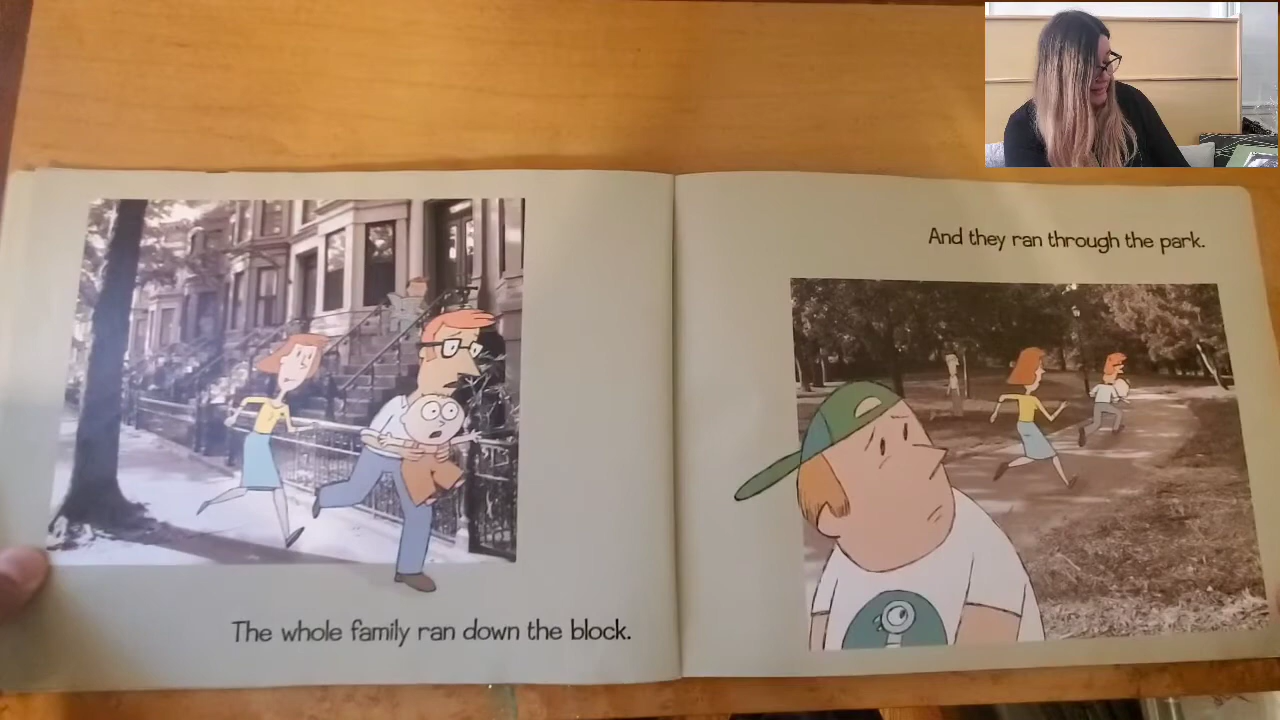 The whole family ran down the block.
And they ran through the park.